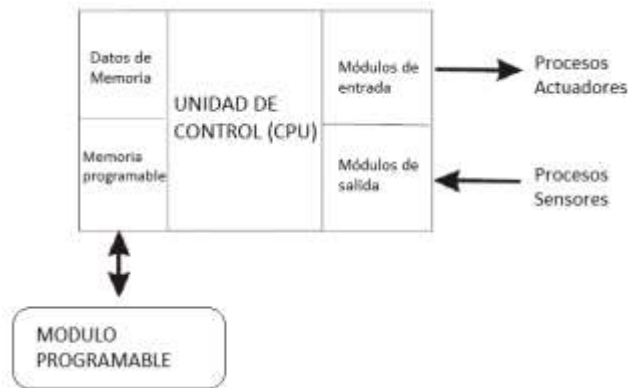 Datos de
Memoria
Memoria
programable
UNIDAD DE
CONTROL (CPU)
Módulos de
entrada
Módulos de
salida
Procesos
Actuadores
Procesos
Sensores
MODULO
PROGRAMABLE